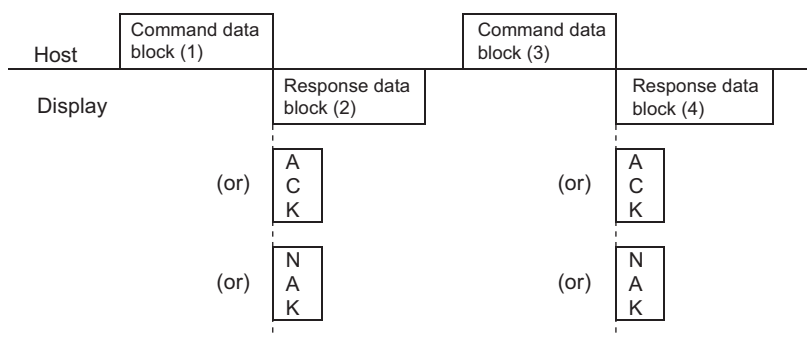 Command data
block (1)
Command data
block (3)
Host
Response data
block (2)
Response data
block (4)
Display
(or)
A
C
K
(or)
A
C
K
(or)
N
A
K
(or)
N
A
K